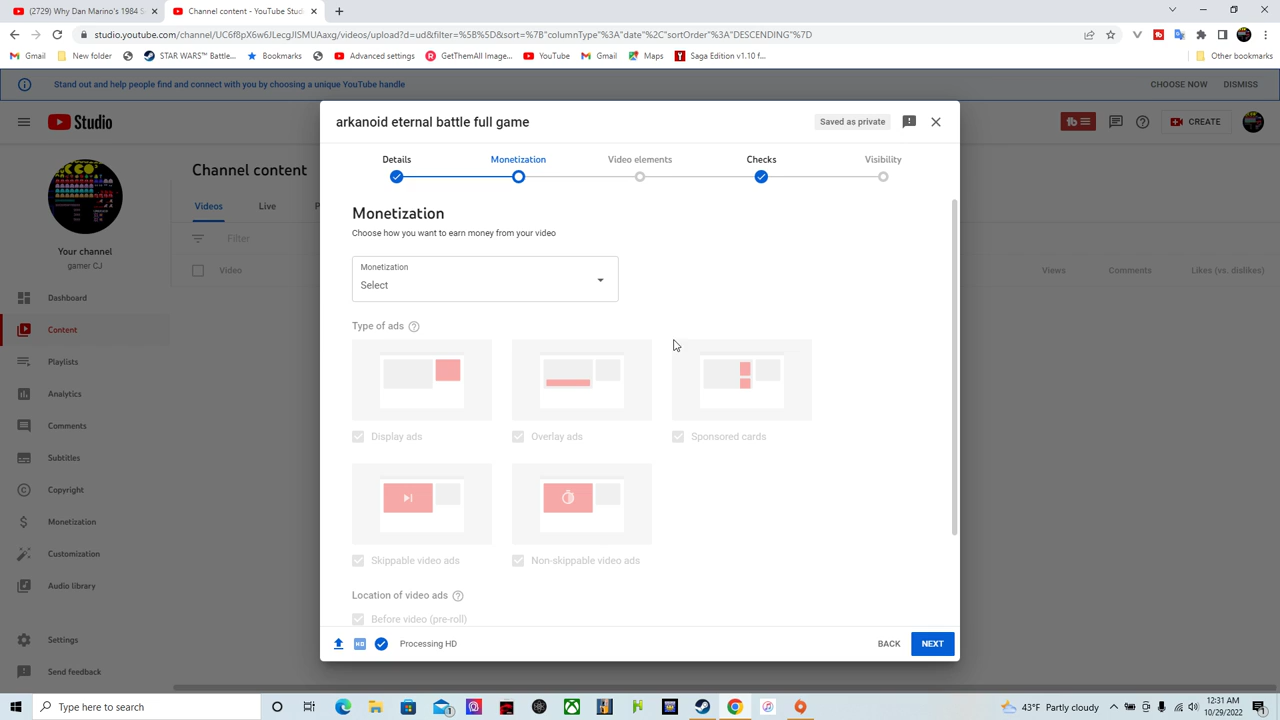 (2729) Why Dan Marino's 1984 S
Channel content - YouTube Studi
studio.youtube.com/channel/UC6f8pX6w6JLecgJISMUAaxg/videos/upload?d=ud&filter=%5B%5D&sort=%7B"columnType"%3A"date"%2C"sortOrder"%3A"DESCENDING"%7D
Gmail
New folder
STAR WARS™ Battle...
Bookmarks
Advanced settings
GetThemAll Image...
YouTube
Gmail
Maps
Saga Edition v1.10 f...
Other bookmarks
Stand out and help people find and connect with you by choosing a unique YouTube handle
CHOOSE NOW
DISMISS
Studio
CREATE
Your channel
gamer CJ
Dashboard
Content
Playlists
Analytics
Comments
Subtitles
Copyright
Monetization
Customization
Audio library
Settings
Send feedback
Channel content
Videos
Live
P
Filter
Video
Views
Comments
Likes (vs. dislikes)
arkanoid eternal battle full game
Saved as private
Details
Monetization
Video elements
Checks
Visibility
Monetization
Choose how you want to earn money from your video
Monetization
Select
Type of ads
Display ads
Overlay ads
Sponsored cards
Skippable video ads
Non-skippable video ads
Location of video ads
Before video (pre-roll)
HD
Processing HD
BACK
NEXT
Type here to search
43°F Partly cloudy
12:31 AM
10/29/2022